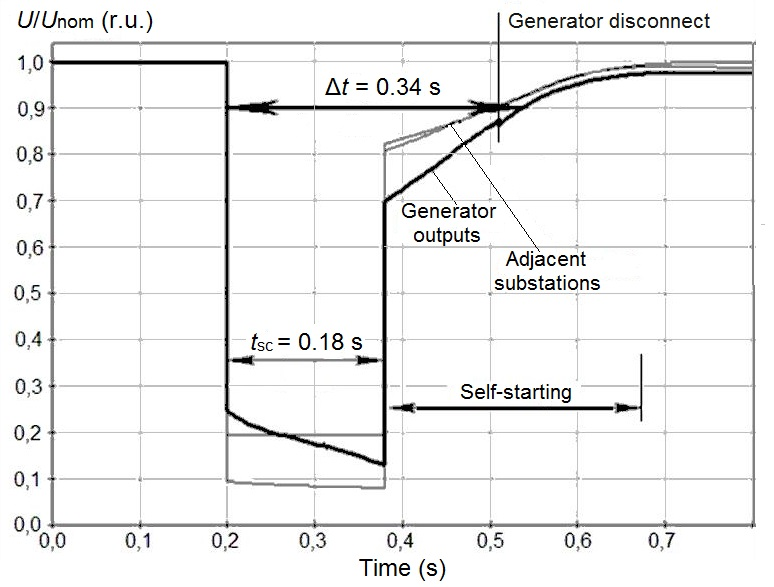 U/Unom (r.u.)
Generator disconnect
1,0
Δt = 0.34 s
0,9
0,8
0,7
Generator
outputs
0,6
Adjacent
substations
0,5
0,4
tsc = 0.18 s
0,3
Self-starting
0,2
0,1
0,0
0,0 0,1 0,2 0,3 0,4 0,5 0,6 0,7
Time (s)